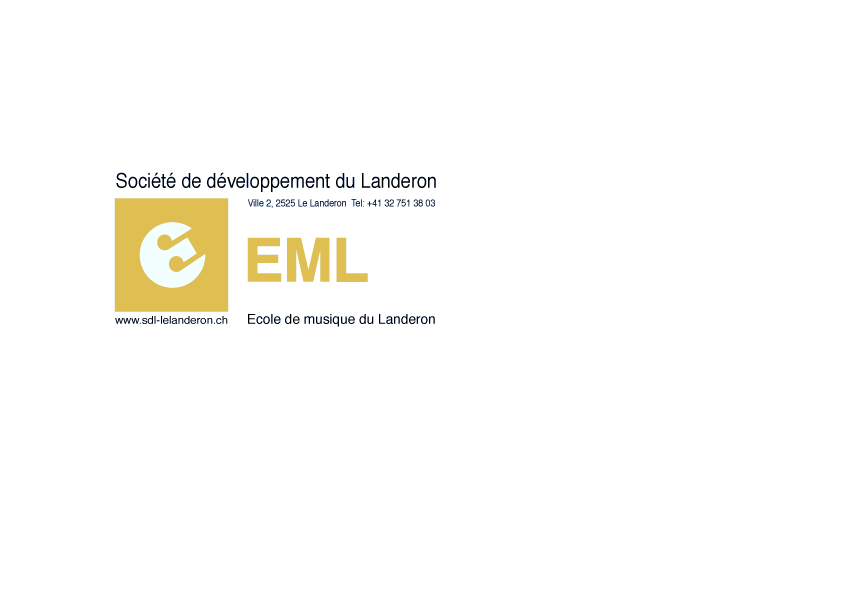 Société de développement du Landeron
Ville 2, 2525 Le Landeron  Tel: +41 32 751 38 03
EML
www.sdl-lelanderon.ch
Ecole de musique du Landeron